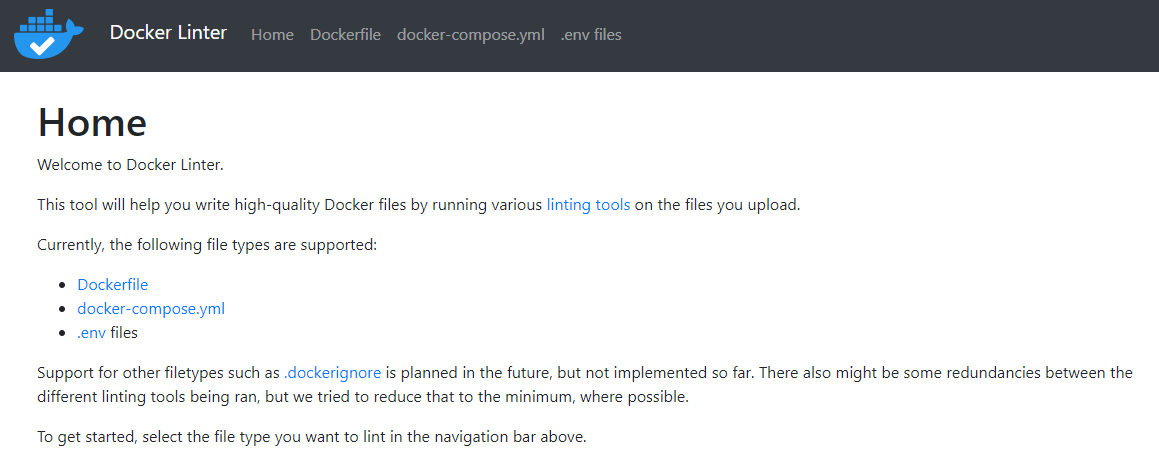 Docker Linter Home Dockerfile docker-compose.yml .env files
Home
Welcome to Docker Linter.
This tool will help you write high-quality Docker files by running various linting tools on the files you upload.
Currently, the following file types are supported:
Dockerfile
docker-compose.yml
.env files
Support for other filetypes such as .dockerignore is planned in the future, but not implemented so far. There also might be some redundancies between the
different linting tools being ran, but we tried to reduce that to the minimum, where possible.
To get started, select the file type you want to lint in the navigation bar above.